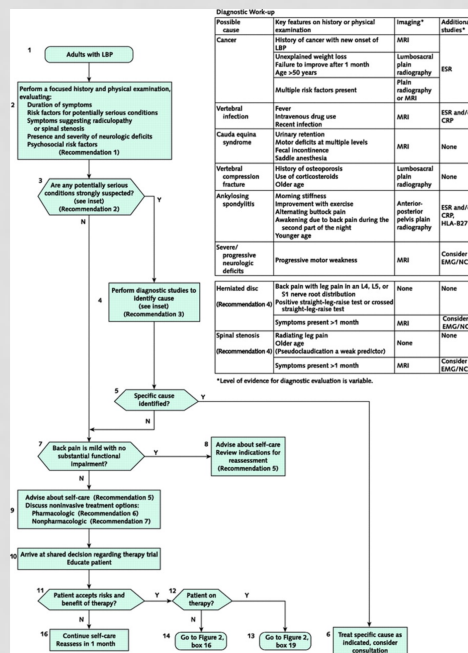 1
Adults with LBP
2
Perform a focused history and physical examination,
evaluating:
Duration of symptoms
Risk factors for potentially serious conditions
Symptoms suggesting radiculopathy
or spinal stenosis
Presence and severity of neurologic deficits
Psychosocial risk factors
(Recommendation 1)
3
Are any potentially serious
conditions strongly suspected?
(see inset)
(Recommendation 2)
N
Y
4
Perform diagnostic studies to
identify cause
(see inset)
(Recommendation 3)
5
Specific cause
identified?
Y
N
7
Back pain is mild with no
substantial functional
impairment?
Y
N
8
Advise about self-care
Review indications for
reassessment
(Recommendation 5)
9
Advise about self-care (Recommendation 5)
Discuss noninvasive treatment options:
Pharmacologic (Recommendation 6)
Nonpharmacologic (Recommendation 7)
10
Arrive at shared decision regarding therapy trial
Educate patient
11
Patient accepts risks and
benefit of therapy?
Y
N
12
Patient on
therapy?
Y
N
16
Continue self-care
Reassess in 1 month
14
Go to Figure 2,
box 16
13
Go to Figure 2,
box 19
6
Treat specific cause as
indicated, consider
consultation
Diagnostic Work-up
Possible cause
Key features on history or physical examination
Imaging*
Additional studies*
Cancer
History of cancer with new onset of LBP
MRI
Unexplained weight loss
Failure to improve after 1 month
Age >50 years
Lumbosacral plain radiography
ESR
Multiple risk factors present
Plain radiography or MRI
Vertebral infection
Fever
Intravenous drug use
Recent infection
MRI
ESR and/
CRP
Cauda equina syndrome
Urinary retention
Motor deficits at multiple levels
Fecal incontinence
Saddle anesthesia
MRI
None
Vertebral compression fracture
History of osteoporosis
Use of corticosteroids
Older age
Lumbosacral plain radiography
None
Ankylosing spondylitis
Morning stiffness
Improvement with exercise
Alternating buttock pain
Awakening due to back pain during the second part of the night
Younger age
Anterior-posterior pelvis plain radiography
ESR and/
CRP,
HLA-B27
Severe/ progressive neurologic deficits
Progressive motor weakness
MRI
Consider
EMG/NC
Herniated disc
(Recommendation 4)
Back pain with leg pain in an L4, L5, or S1 nerve root distribution
Positive straight-leg-raise test or crossed straight-leg-raise test
None
None
Symptoms present >1 month
MRI
Consider
EMG/NC
Spinal stenosis
(Recommendation 4)
Radiating leg pain
Older age
(Pseudoclaudication a weak predictor)
None
None
Symptoms present >1 month
MRI
Consider
EMG/NC
*Level of evidence for diagnostic evaluation is variable.